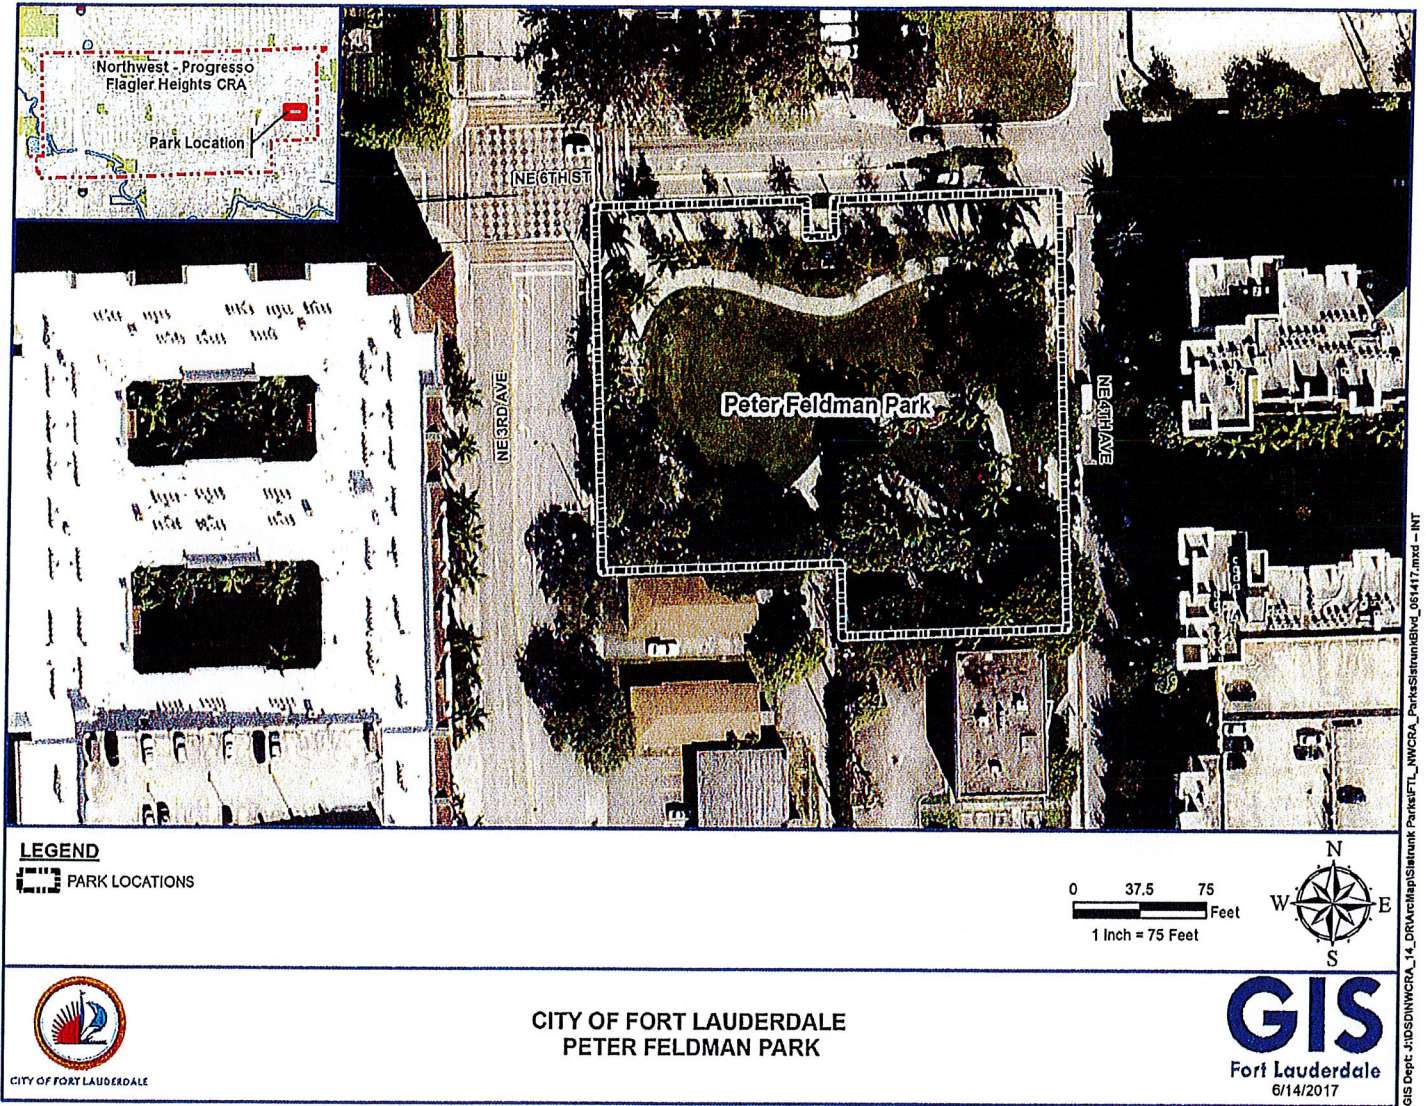 Northwest - Progresso
Flagler Heights CRA
Park Location
NE 6TH ST
NE 3RD AVE
Peter Feldman Park
NE 4TH AVE
LEGEND
PARK LOCATIONS
0 37.5 75
Feet
1 Inch = 75 Feet
N
W E
S
CITY OF FORT LAUDERDALE
CITY OF FORT LAUDERDALE
PETER FELDMAN PARK
GIS
Fort Lauderdale
6/14/2017
GIS Dept: J:\DSD\NWCRA_14_DR\ArcMap\Sistrunk Parks\FTL_NWCRA_ParksSistrunkBlvd_061417.mxd – INT